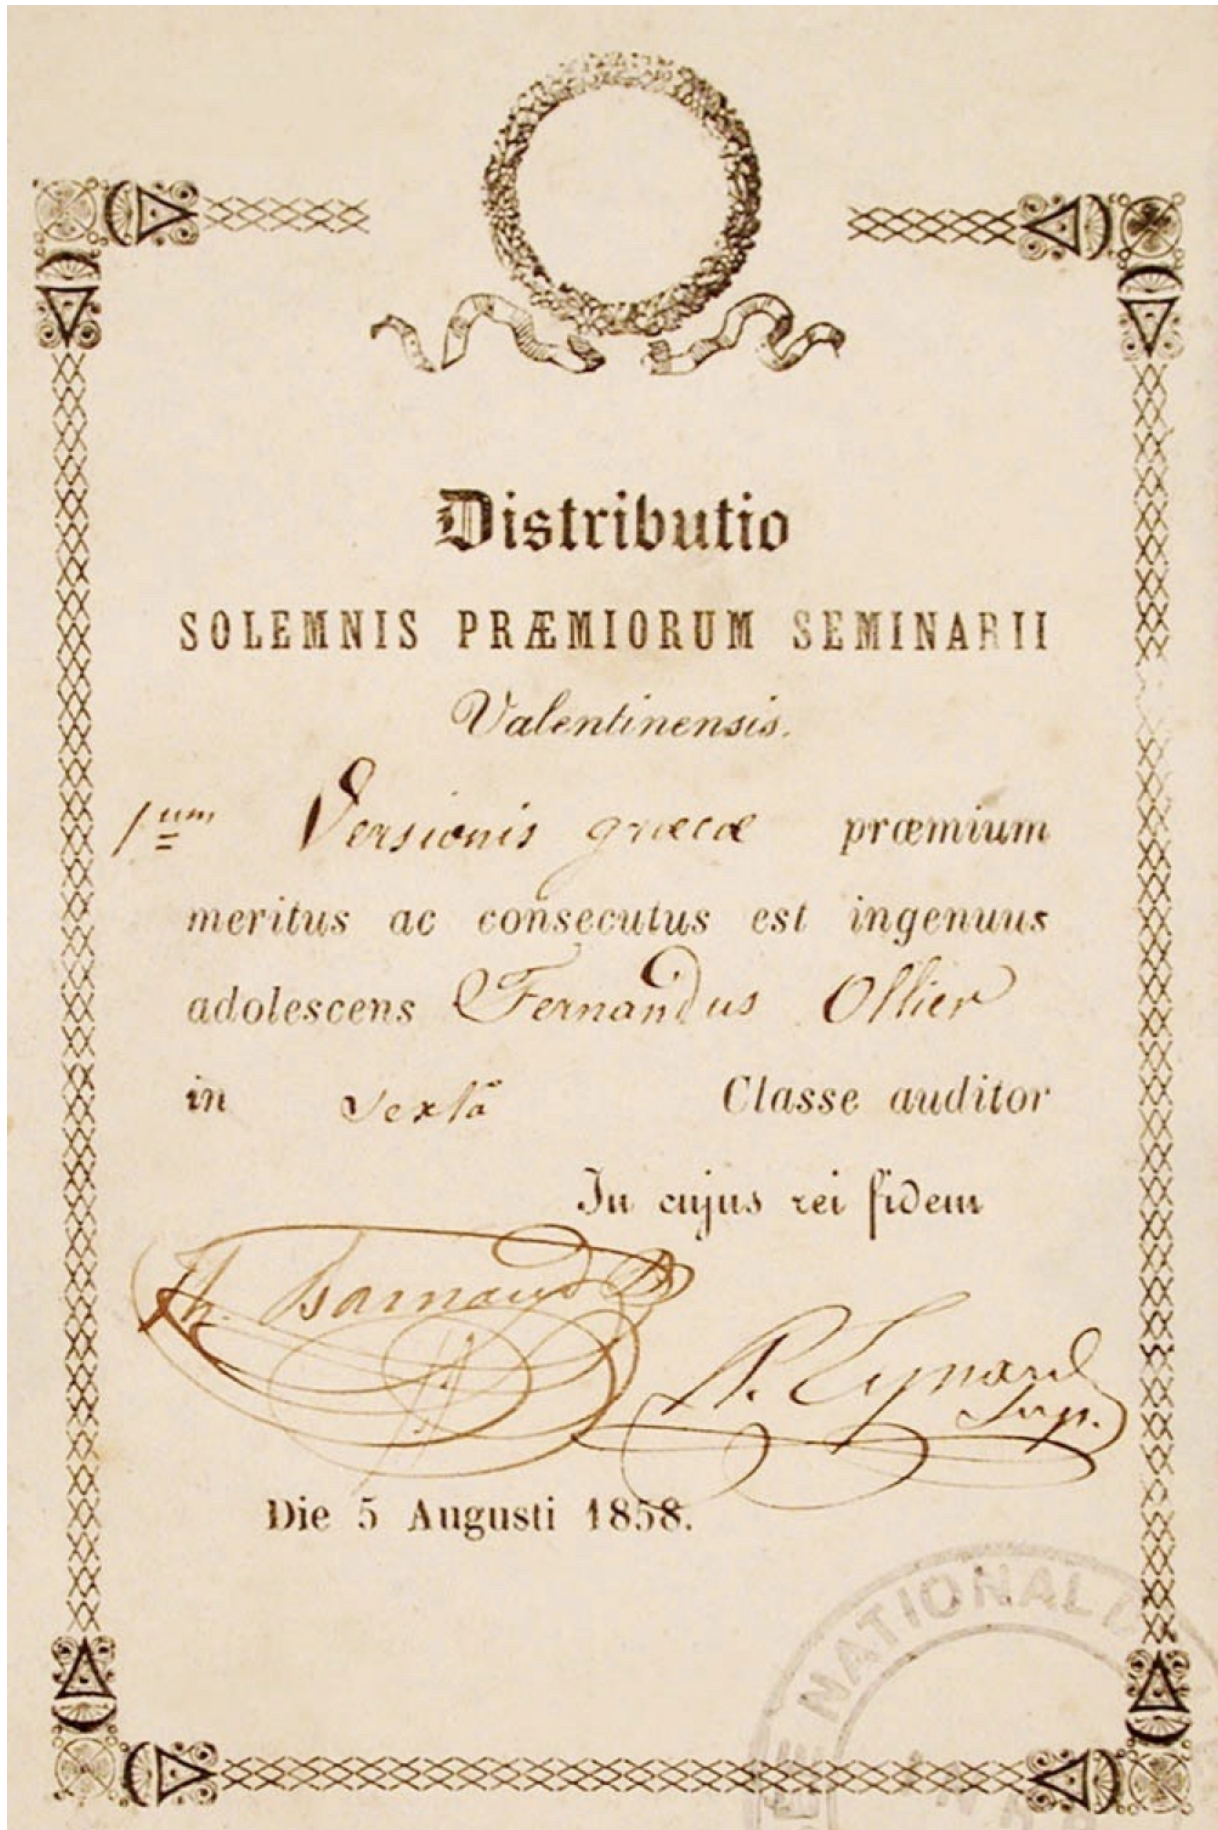 Distributio
SOLEMNIS PRÆMIORUM SEMINARII
Valentinensis.
1um Versionis græcæ præmium
meritus ac consecutus est ingenuus
adolescens Fernandus Ollier
in Sextâ Classe auditor
In cujus rei fidem
Die 5 Augusti 1858.
NATIONAL